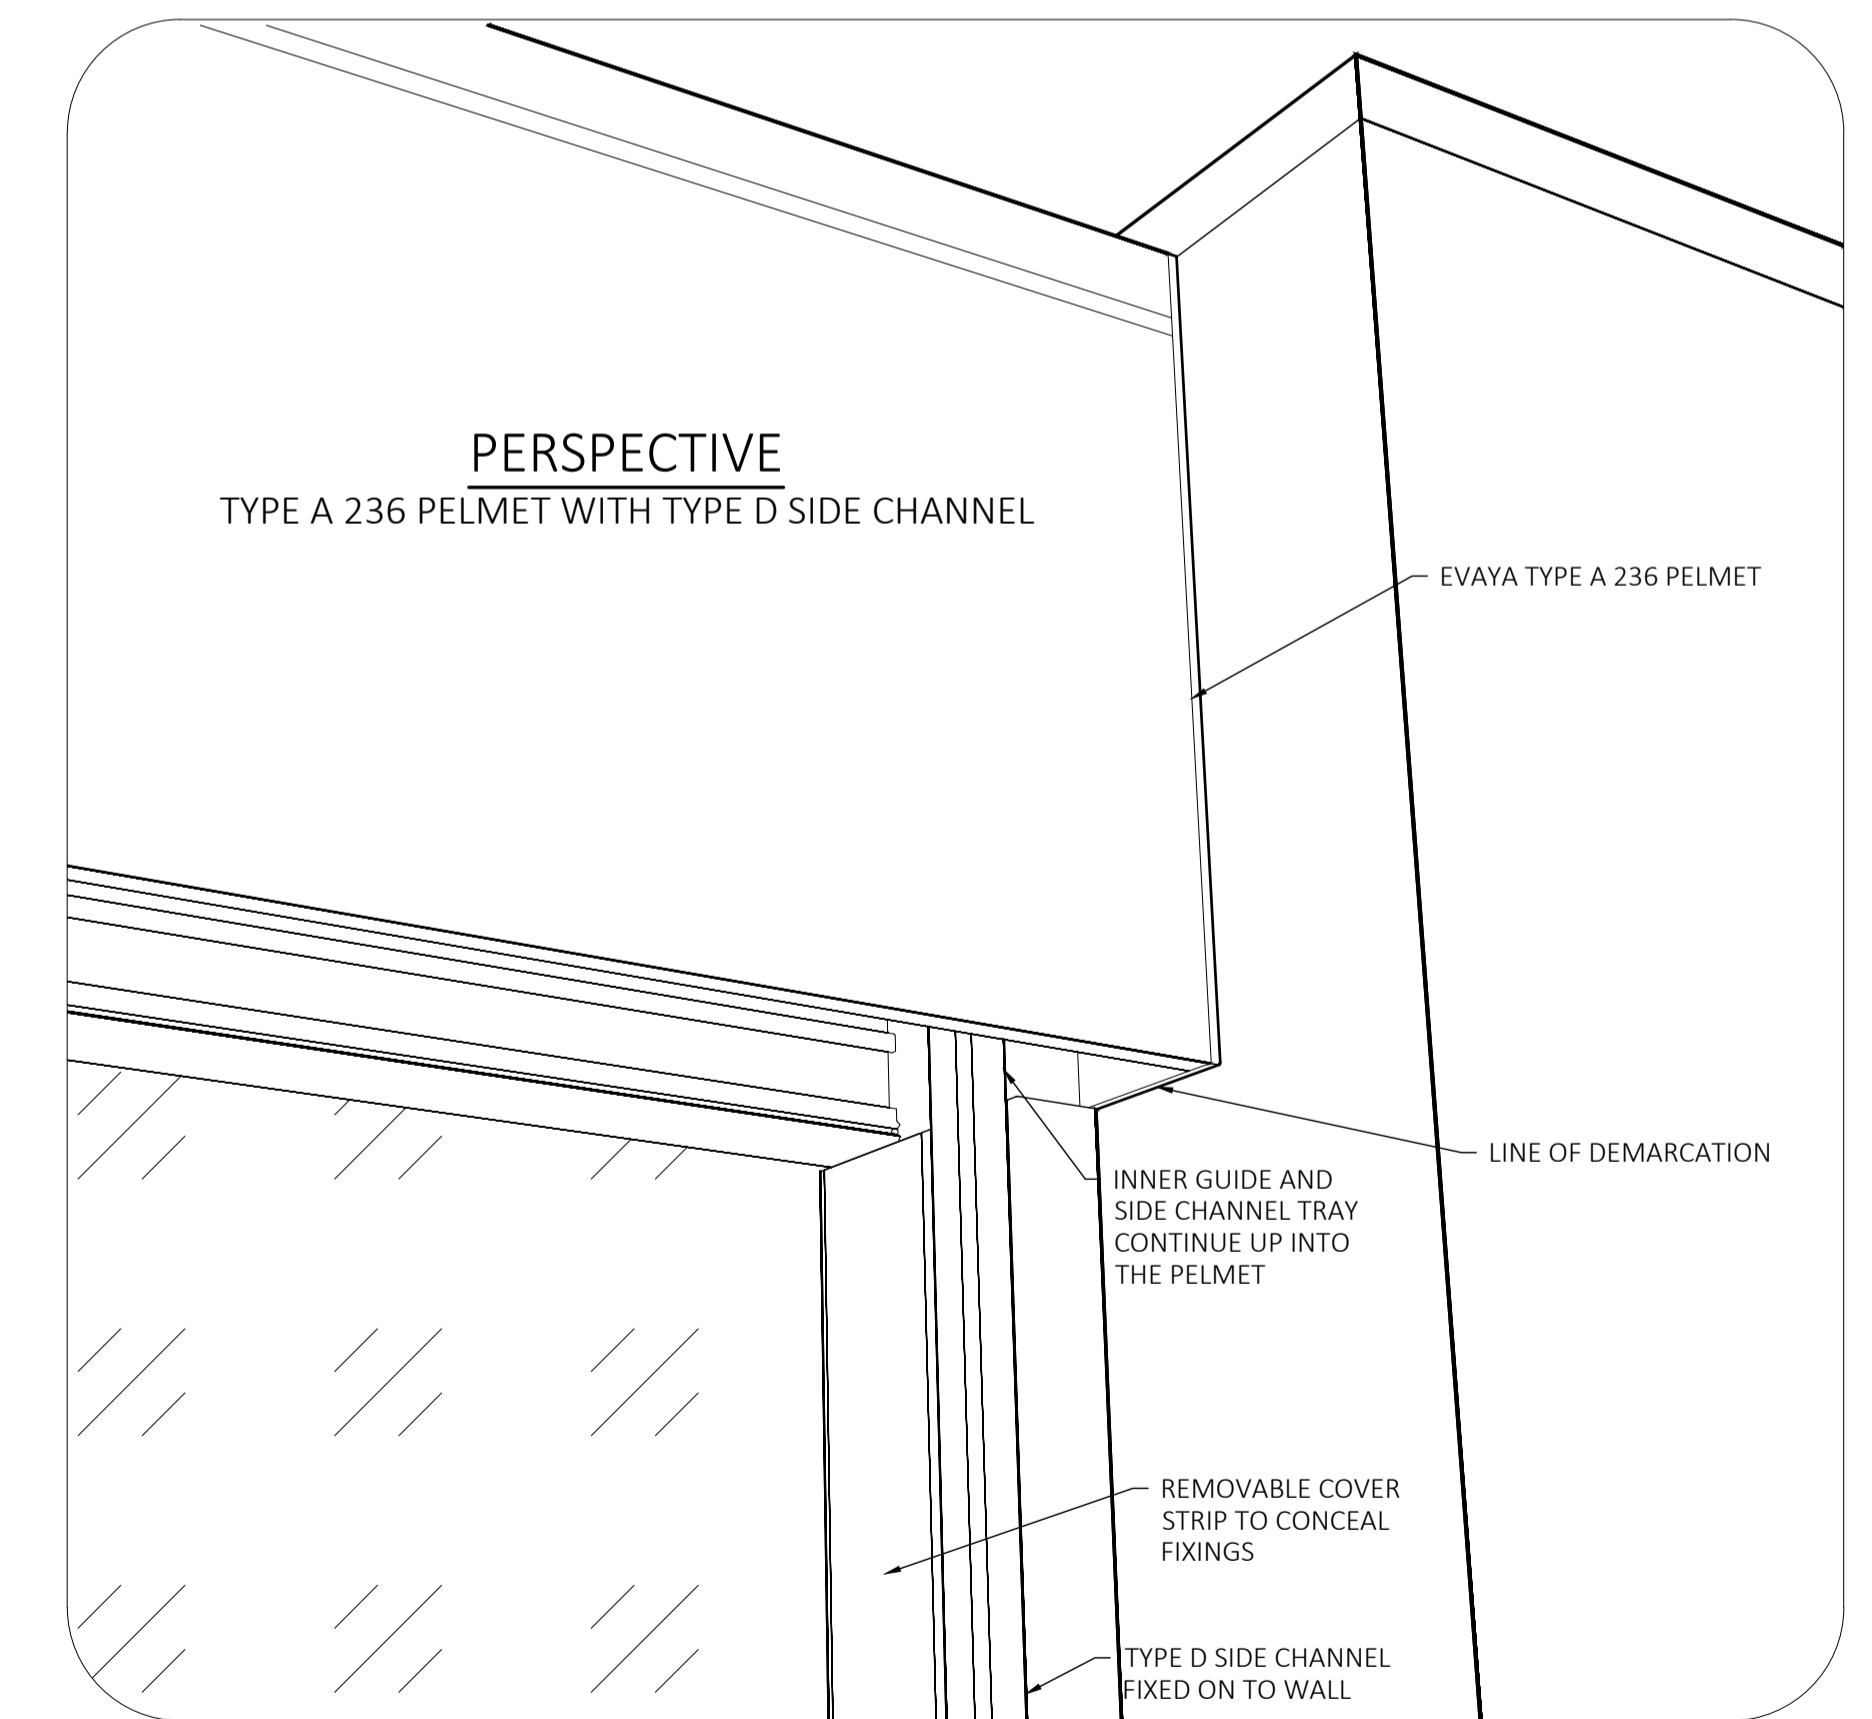 PERSPECTIVE
TYPE A 236 PELMET WITH TYPE D SIDE CHANNEL
EVAYA TYPE A 236 PELMET
LINE OF DEMARCATION
INNER GUIDE AND
SIDE CHANNEL TRAY
CONTINUE UP INTO
THE PELMET
REMOVABLE COVER
STRIP TO CONCEAL
FIXINGS
TYPE D SIDE CHANNEL
FIXED ON TO WALL